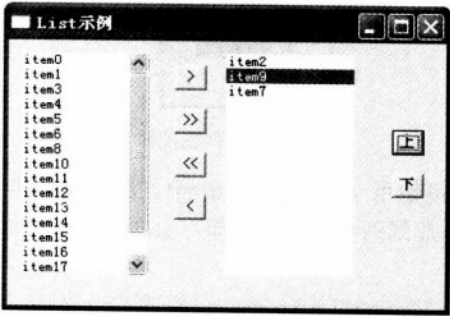 List示例
item0
item1
item3
item4
item5
item6
item8
item10
item11
item12
item13
item14
item15
item16
item17
>
>>
<<
<
item2
item9
item7
上
下